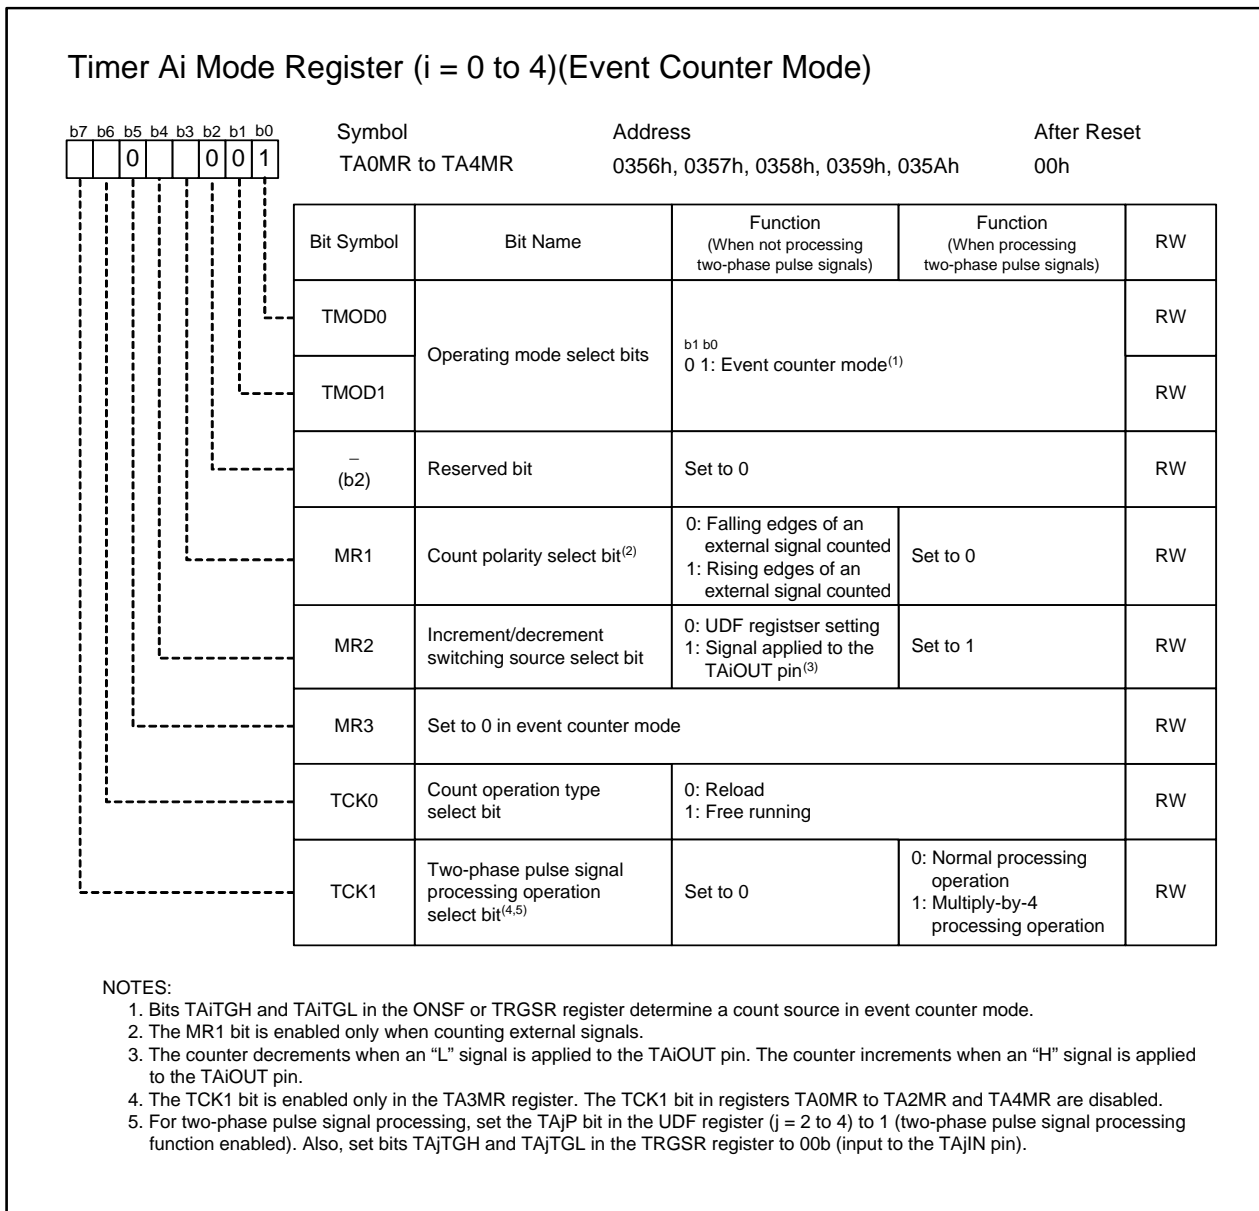 Timer Ai Mode Register (i = 0 to 4)(Event Counter Mode)
b7 b6 b5 b4 b3 b2 b1 b0
0 0 0 1
Symbol Address After Reset
TA0MR to TA4MR 0356h, 0357h, 0358h, 0359h, 035Ah 00h
Bit Symbol
Bit Name
Function
(When not processing
two-phase pulse signals)
Function
(When processing
two-phase pulse signals)
RW
TMOD0
RW
Operating mode select bits
b1 b0
0 1: Event counter mode(1)
TMOD1
RW
–
(b2)
Reserved bit
Set to 0
RW
MR1
Count polarity select bit(2)
0: Falling edges of an
external signal counted
1: Rising edges of an
external signal counted
Set to 0
RW
MR2
Increment/decrement
switching source select bit
0: UDF registser setting
1: Signal applied to the
TAiOUT pin(3)
Set to 1
RW
MR3
Set to 0 in event counter mode
RW
TCK0
Count operation type
select bit
0: Reload
1: Free running
RW
TCK1
Two-phase pulse signal
processing operation
select bit(4,5)
Set to 0
0: Normal processing
operation
1: Multiply-by-4
processing operation
RW
NOTES:
1. Bits TAiTGH and TAiTGL in the ONSF or TRGSR register determine a count source in event counter mode.
2. The MR1 bit is enabled only when counting external signals.
3. The counter decrements when an “L” signal is applied to the TAiOUT pin. The counter increments when an “H” signal is applied
to the TAiOUT pin.
4. The TCK1 bit is enabled only in the TA3MR register. The TCK1 bit in registers TA0MR to TA2MR and TA4MR are disabled.
5. For two-phase pulse signal processing, set the TAjP bit in the UDF register (j = 2 to 4) to 1 (two-phase pulse signal processing
function enabled). Also, set bits TAjTGH and TAjTGL in the TRGSR register to 00b (input to the TAjIN pin).